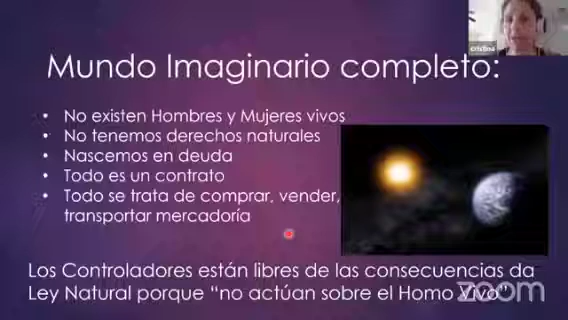 cristina
Mundo Imaginario completo:
• No existen Hombres y Mujeres vivos
• No tenemos derechos naturales
• Nascemos en deuda
• Todo es un contrato
• Todo se trata de comprar, vender,
transportar mercadoría
Los Controladores están libres de las consecuencias da
Ley Natural porque “no actúan sobre el Homo Vivo”
zoom